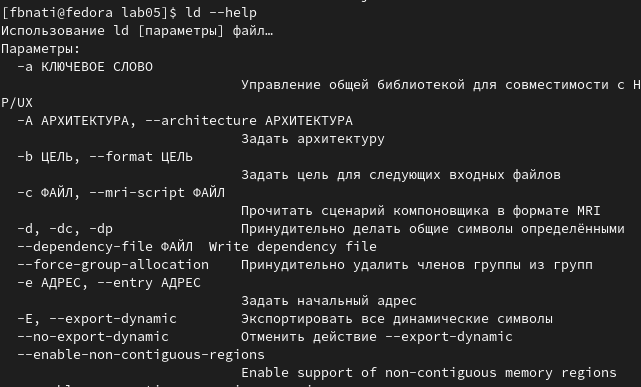 [fbnati@fedora lab05]$ ld --help
Использование ld [параметры] файл…
Параметры:
-a КЛЮЧЕВОЕ СЛОВО
Управление общей библиотекой для совместимости с H
P/UX
-A АРХИТЕКТУРА, --architecture АРХИТЕКТУРА
Задать архитектуру
-b ЦЕЛЬ, --format ЦЕЛЬ
Задать цель для следующих входных файлов
-c ФАЙЛ, --mri-script ФАЙЛ
Прочитать сценарий компоновщика в формате MRI
-d, -dc, -dp Принудительно делать общие символы определёнными
--dependency-file ФАЙЛ Write dependency file
--force-group-allocation Принудительно удалить членов группы из групп
-e АДРЕС, --entry АДРЕС
Задать начальный адрес
-E, --export-dynamic Экспортировать все динамические символы
--no-export-dynamic Отменить действие --export-dynamic
--enable-non-contiguous-regions
Enable support of non-contiguous memory regions